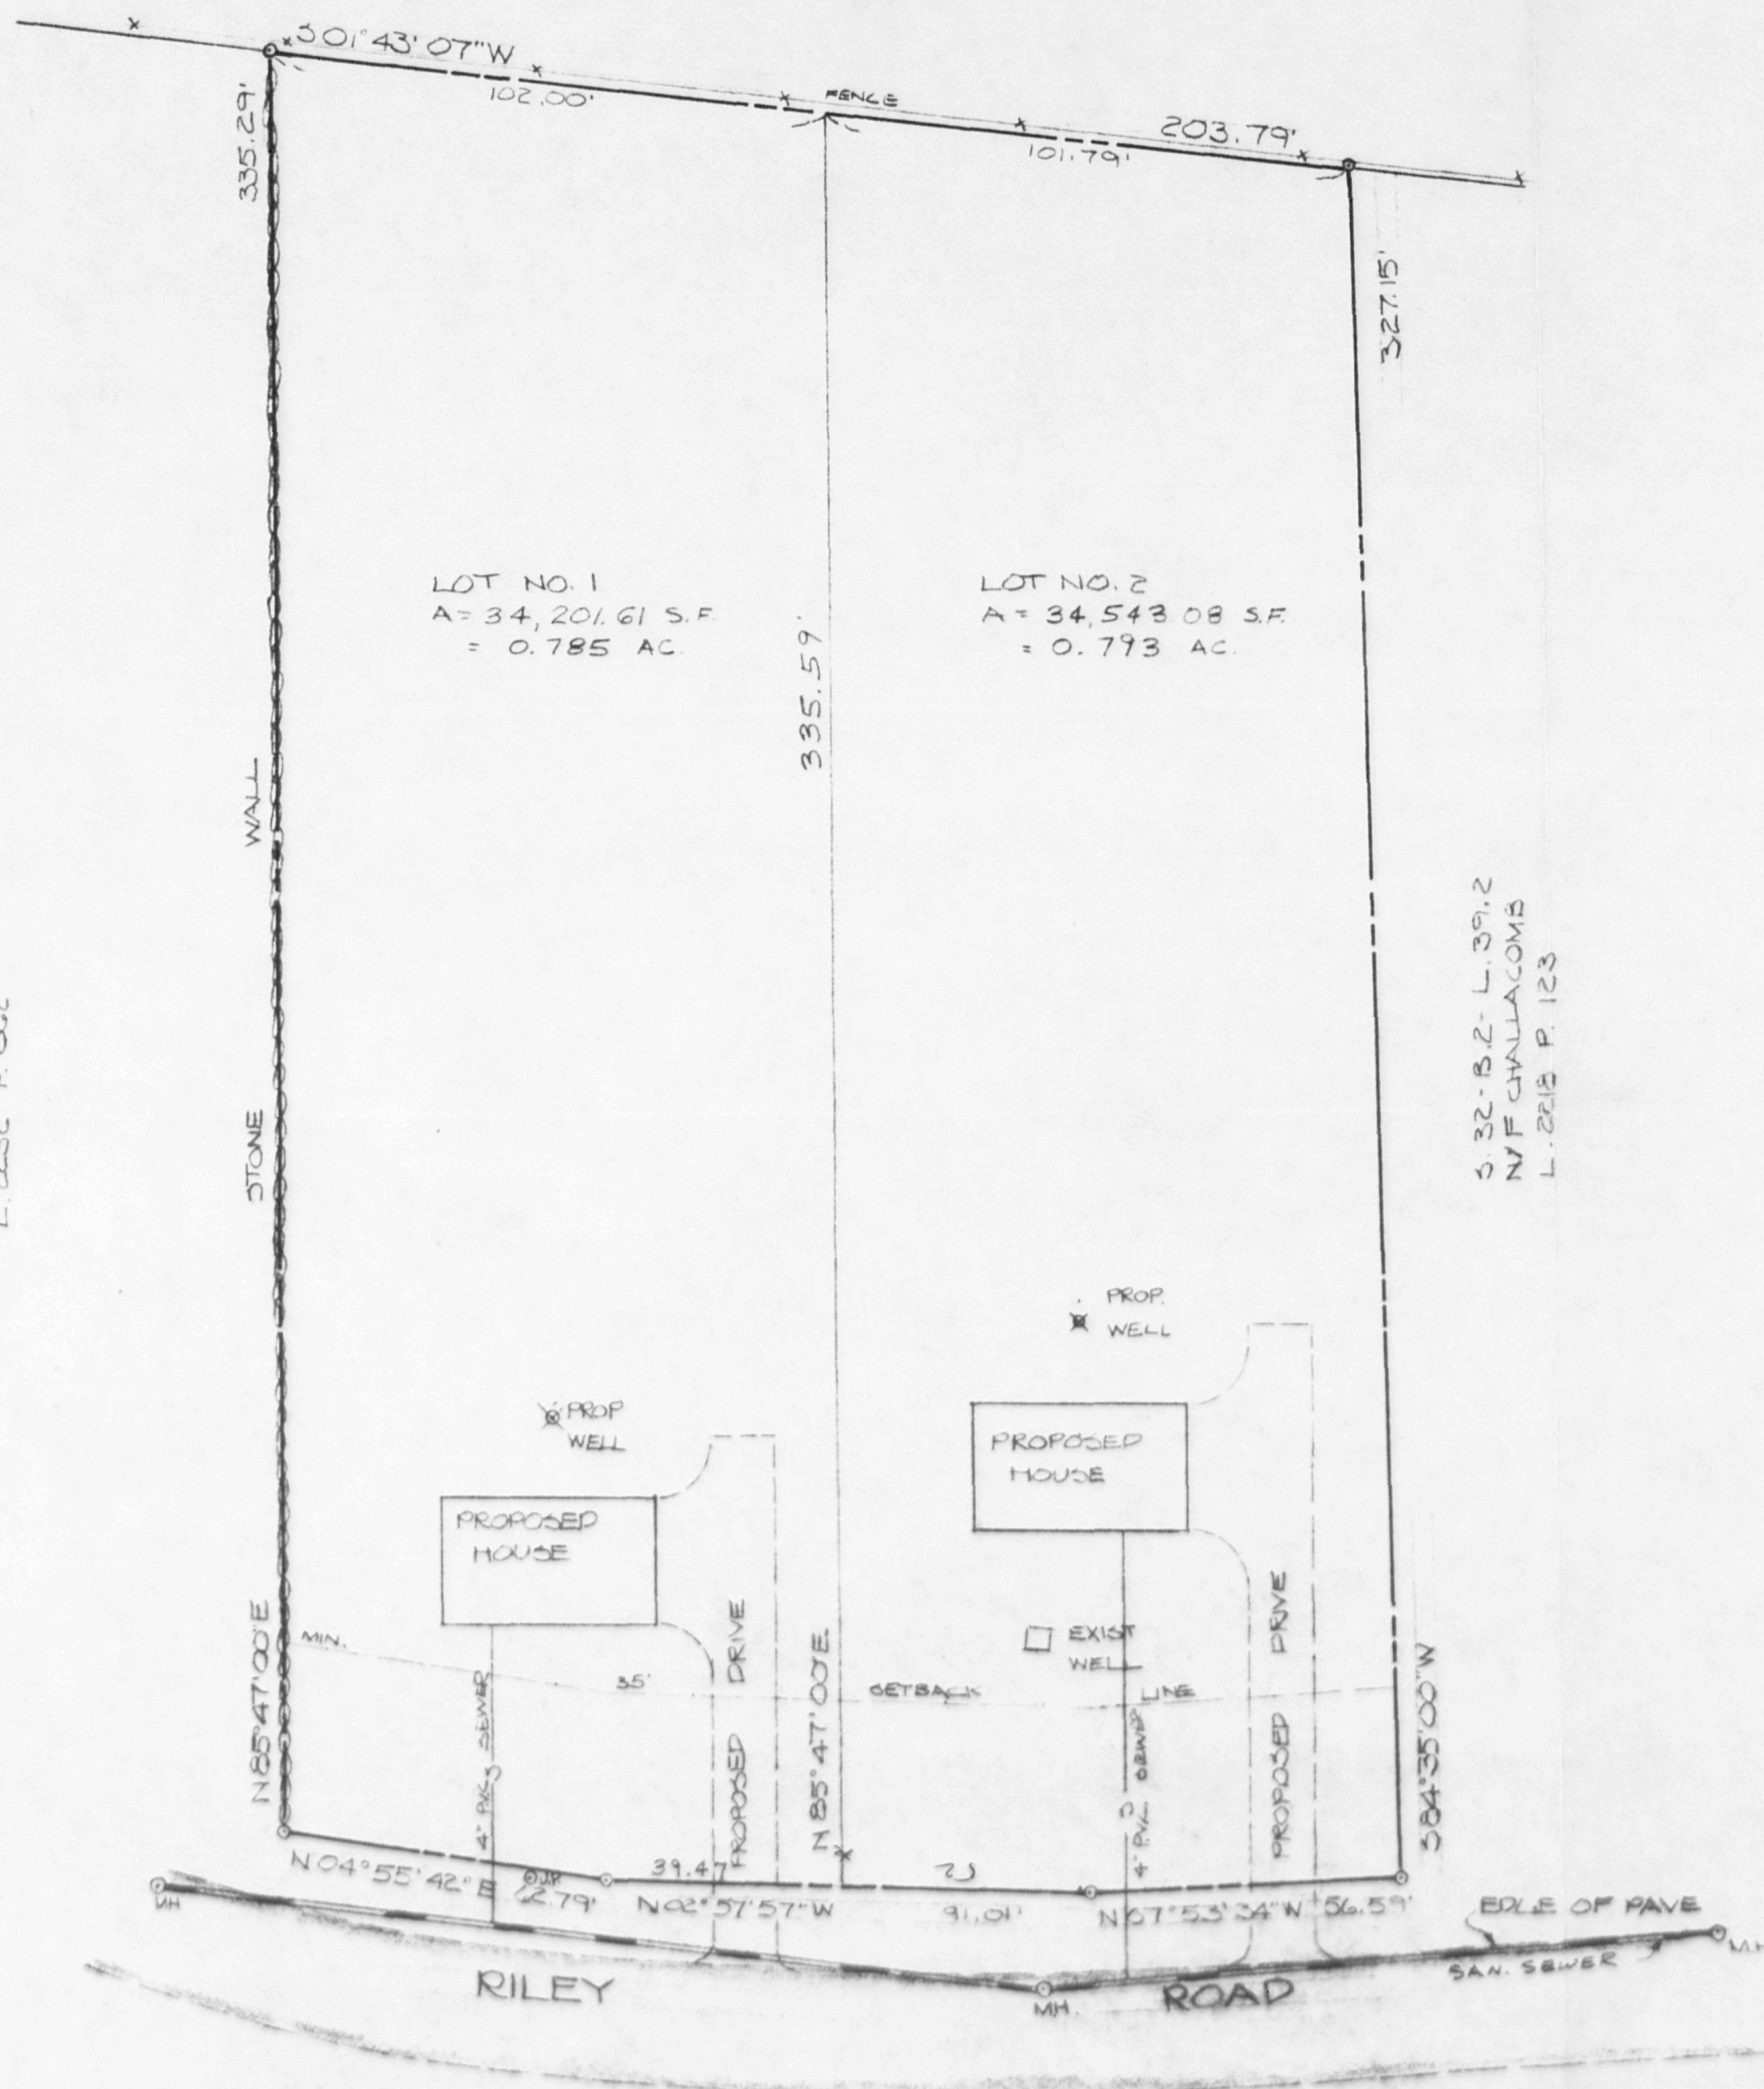 S01°43'07"W
102.00'
FENCE
203.79'
101.79'
335.29'
327.15'
LOT NO. 1
A = 34,201.61 S.F.
= 0.785 AC.
LOT NO. 2
A = 34,543.08 S.F.
= 0.793 AC.
335.59'
STONE WALL
S. 32 - B.2 - L.39.2
N/F CHALLACOMB
L. 2218 P. 123
PROP.
WELL
PROP
WELL
PROPOSED
HOUSE
PROPOSED
HOUSE
EXIST
WELL
N85°47'00"E
MIN. 35' SETBACK LINE
4" PVC SEWER
PROPOSED DRIVE
N85°47'00"E
4" PVC SEWER
PROPOSED DRIVE
S84°35'00"W
N04°55'42"E
62.79'
39.47
N02°57'57"W
91.01'
N07°53'34"W 56.59'
EDGE OF PAVE
SAN. SEWER
MH
MH.
M.H
RILEY ROAD